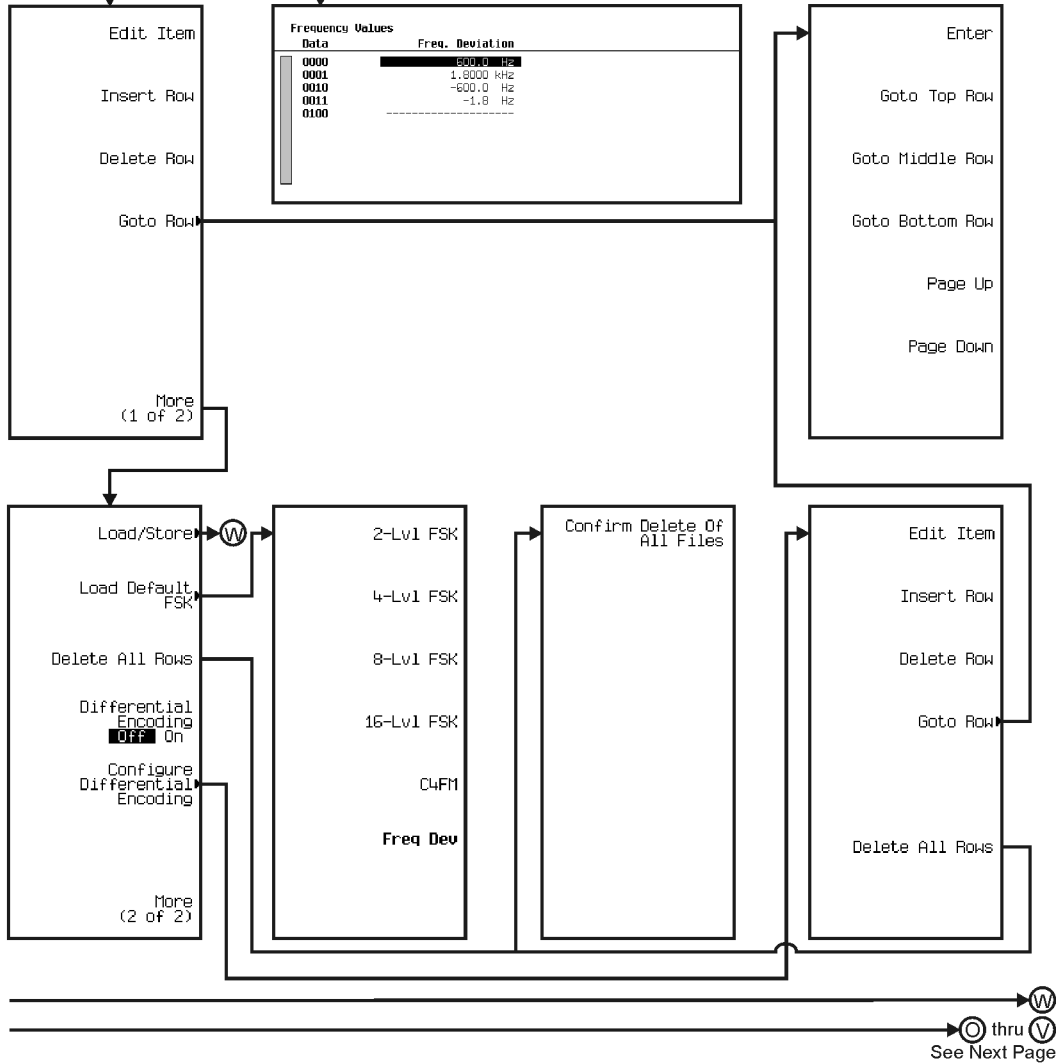 Edit Item
Insert Row
Delete Row
Goto Row
More
(1 of 2)
Frequency Values
Data Freq. Deviation
0000 600.0 Hz
0001 1.8000 kHz
0010 -600.0 Hz
0011 -1.8 Hz
0100 --------------------
Enter
Goto Top Row
Goto Middle Row
Goto Bottom Row
Page Up
Page Down
Load/Store
W
Load Default
FSK
Delete All Rows
Differential
Encoding
Off On
Configure
Differential
Encoding
More
(2 of 2)
2-Lvl FSK
4-Lvl FSK
8-Lvl FSK
16-Lvl FSK
C4FM
Freq Dev
Confirm Delete Of
All Files
Edit Item
Insert Row
Delete Row
Goto Row
Delete All Rows
W
O thru V
See Next Page